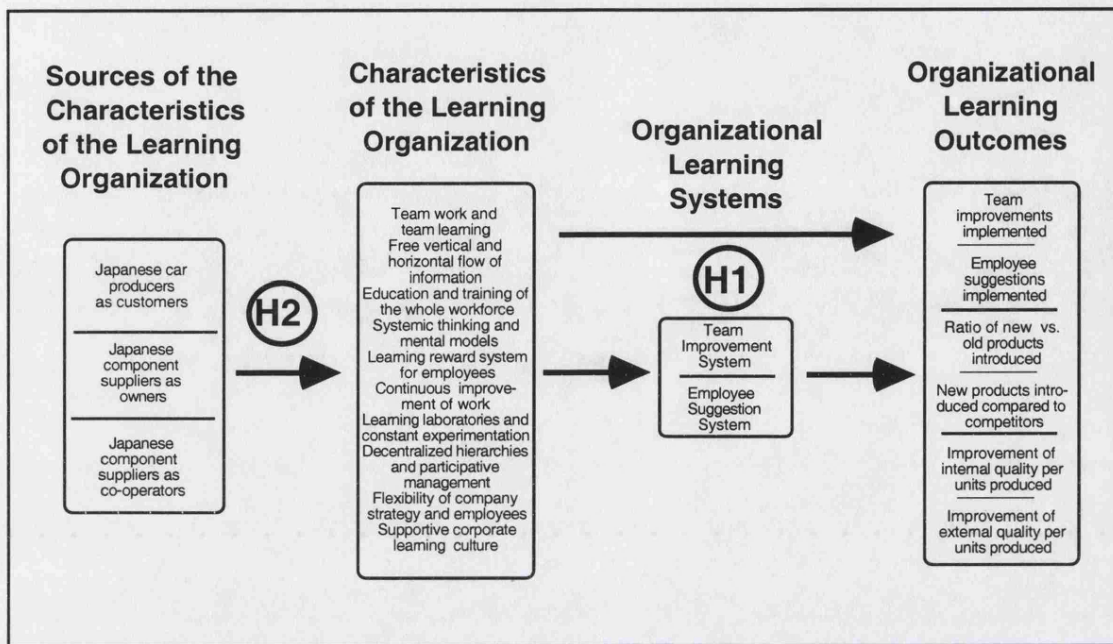 Sources of the
Characteristics
of the Learning
Organization
Japanese car
producers
as customers
Japanese
component
suppliers as
owners
Japanese
component
suppliers as
co-operators
H2
Characteristics
of the Learning
Organization
Team work and
team learning
Free vertical and
horizontal flow of
information
Education and training of
the whole workforce
Systemic thinking and
mental models
Learning reward system
for employees
Continuous improve-
ment of work
Learning laboratories and
constant experimentation
Decentralized hierarchies
and participative
management
Flexibility of company
strategy and employees
Supportive corporate
learning culture
Organizational
Learning
Systems
H1
Team
Improvement
System
Employee
Suggestion
System
Organizational
Learning
Outcomes
Team
improvements
implemented
Employee
suggestions
implemented
Ratio of new vs.
old products
introduced
New products intro-
duced compared to
competitors
Improvement of
internal quality per
units produced
Improvement of
external quality per
units produced